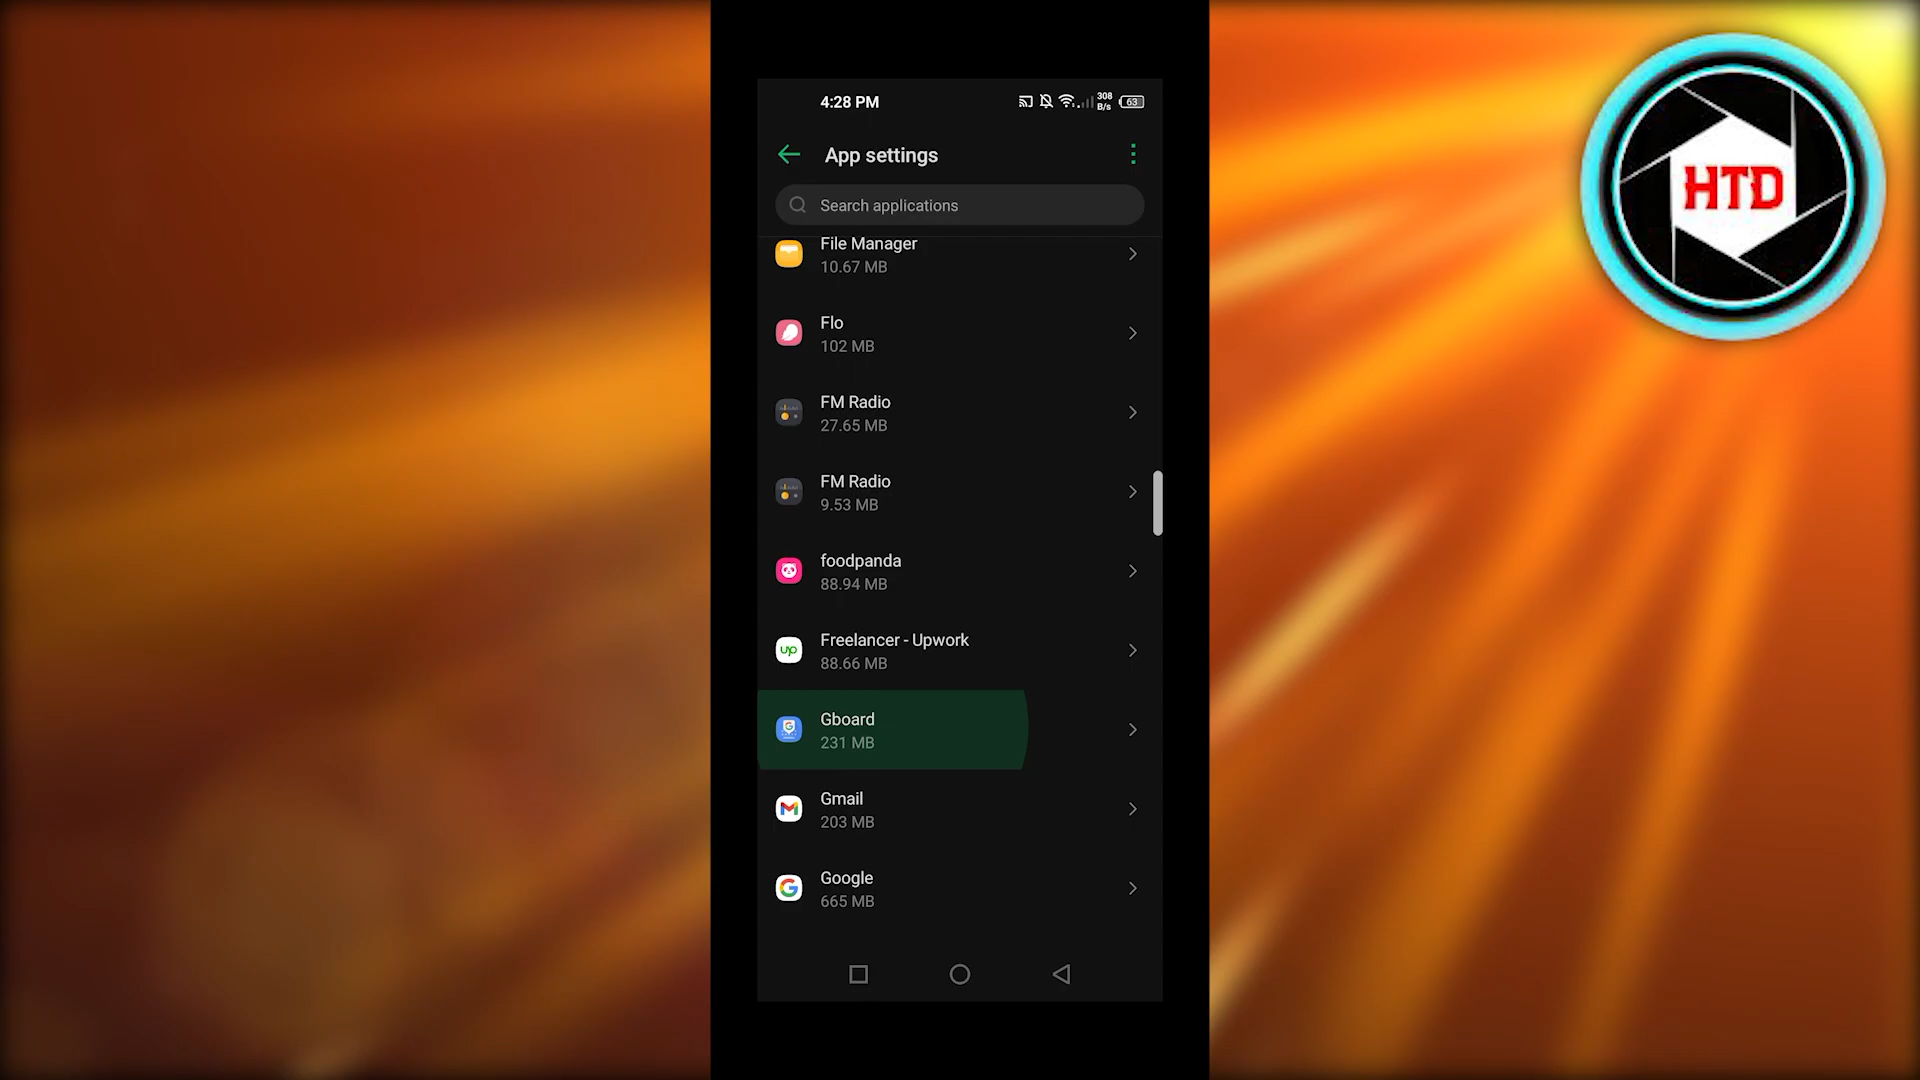 4:28 PM
308
B/s
63
App settings
Search applications
File Manager
10.67 MB
Flo
102 MB
FM Radio
27.65 MB
FM Radio
9.53 MB
foodpanda
88.94 MB
up
Freelancer - Upwork
88.66 MB
G
Gboard
231 MB
M
Gmail
203 MB
G
Google
665 MB
HTD